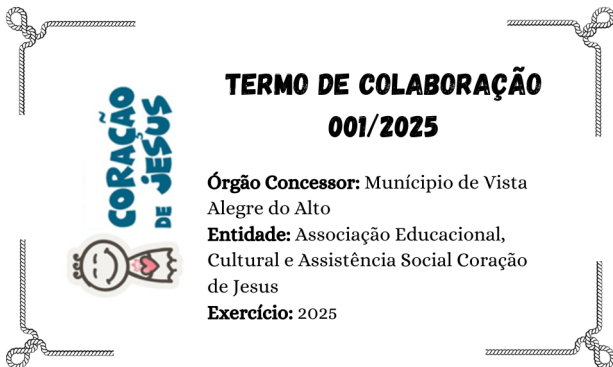 CORAÇÃO
DE JESUS
TERMO DE COLABORAÇÃO
001/2025
Órgão Concessor: Munícipio de Vista
Alegre do Alto
Entidade: Associação Educacional,
Cultural e Assistência Social Coração
de Jesus
Exercício: 2025